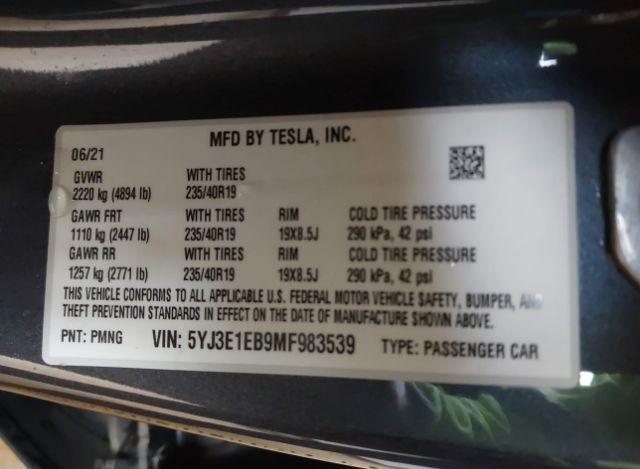 MFD BY TESLA, INC.
06/21
GVWR WITH TIRES
2220 kg (4894 lb) 235/40R19
GAWR FRT WITH TIRES RIM COLD TIRE PRESSURE
1110 kg (2447 lb) 235/40R19 19X8.5J 290 kPa, 42 psi
GAWR RR WITH TIRES RIM COLD TIRE PRESSURE
1257 kg (2771 lb) 235/40R19 19X8.5J 290 kPa, 42 psi
THIS VEHICLE CONFORMS TO ALL APPLICABLE U.S. FEDERAL MOTOR VEHICLE SAFETY, BUMPER, AND
THEFT PREVENTION STANDARDS IN EFFECT ON THE DATE OF MANUFACTURE SHOWN ABOVE.
PNT: PMNG VIN: 5YJ3E1EB9MF983539 TYPE: PASSENGER CAR